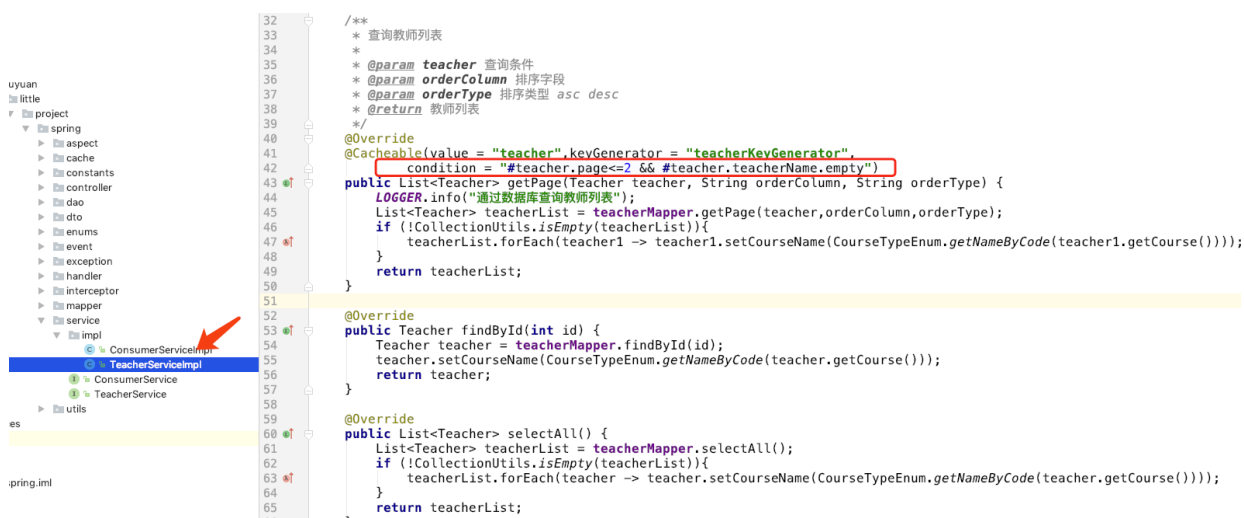 uyuan
little
project
spring
aspect
cache
constants
controller
dao
dto
enums
event
exception
handler
interceptor
mapper
service
impl
ConsumerServiceImpl
TeacherServiceImpl
ConsumerService
TeacherService
utils
es
spring.iml
32 /**
33 * 查询教师列表
34 *
35 * @param teacher 查询条件
36 * @param orderColumn 排序字段
37 * @param orderType 排序类型 asc desc
38 * @return 教师列表
39 */
40 @Override
41 @Cacheable(value = "teacher",keyGenerator = "teacherKeyGenerator",
42 condition = "#teacher.page<=2 && #teacher.teacherName.empty")
43 public List<Teacher> getPage(Teacher teacher, String orderColumn, String orderType) {
44 LOGGER.info("通过数据库查询教师列表");
45 List<Teacher> teacherList = teacherMapper.getPage(teacher,orderColumn,orderType);
46 if (!CollectionUtils.isEmpty(teacherList)){
47 teacherList.forEach(teacher1 -> teacher1.setCourseName(CourseTypeEnum.getNameByCode(teacher1.getCourse())));
48 }
49 return teacherList;
50 }
51
52 @Override
53 public Teacher findById(int id) {
54 Teacher teacher = teacherMapper.findById(id);
55 teacher.setCourseName(CourseTypeEnum.getNameByCode(teacher.getCourse()));
56 return teacher;
57 }
58
59 @Override
60 public List<Teacher> selectAll() {
61 List<Teacher> teacherList = teacherMapper.selectAll();
62 if (!CollectionUtils.isEmpty(teacherList)){
63 teacherList.forEach(teacher -> teacher.setCourseName(CourseTypeEnum.getNameByCode(teacher.getCourse())));
64 }
65 return teacherList;